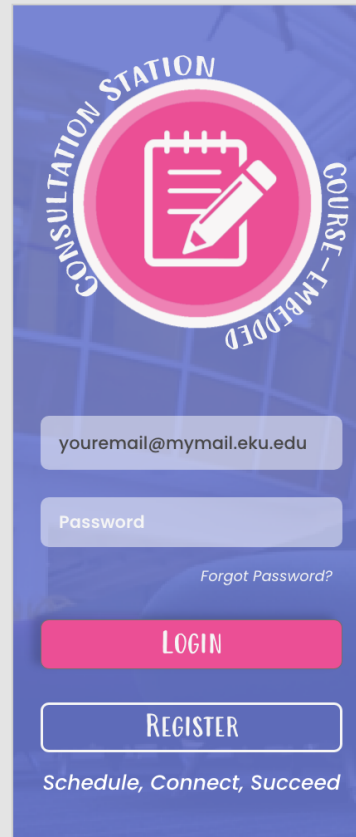 Consultation Station
Course-embedded
youremail@mymail.eku.edu
Password
Forgot Password?
Login
Register
Schedule, Connect, Succeed